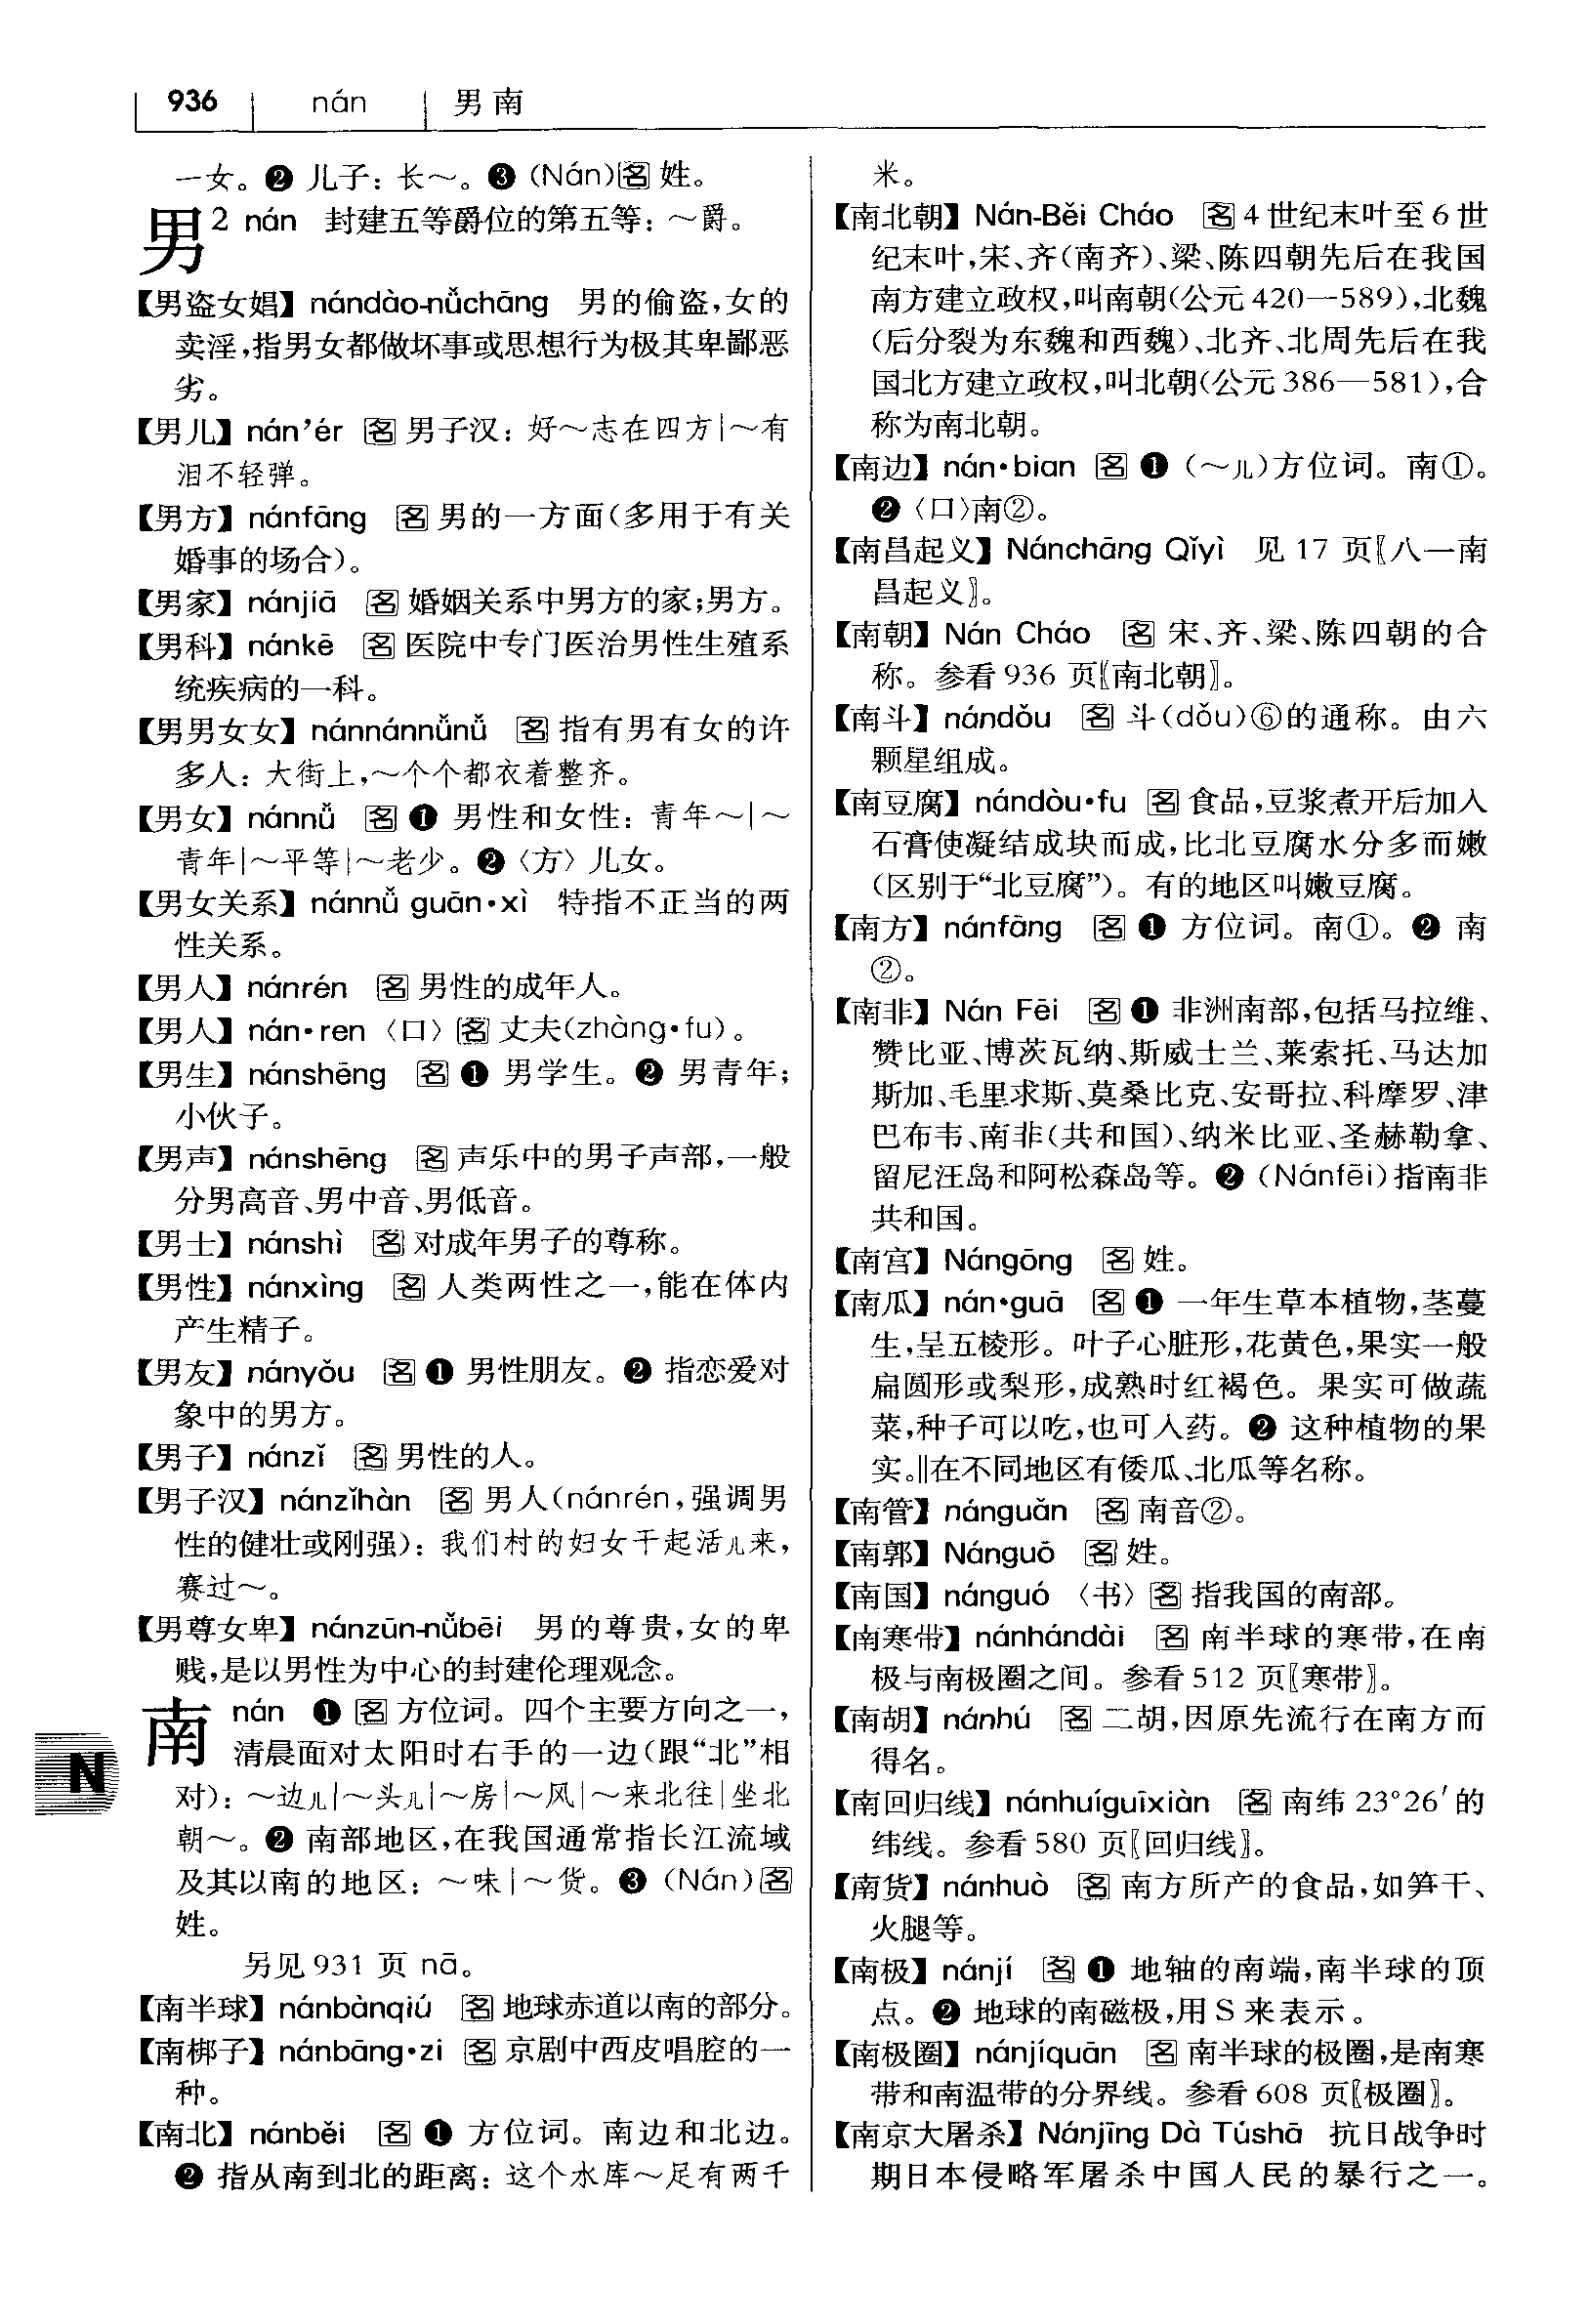 936 nán 男南
一女。❷ 儿子：长～。❸ (Nán)名 姓。
男2 nán 封建五等爵位的第五等：～爵。
【男盗女娼】nándào-nǚchāng 男的偷盗，女的
卖淫，指男女都做坏事或思想行为极其卑鄙恶
劣。
【男儿】nán’ér 名 男子汉：好～志在四方|～有
泪不轻弹。
【男方】nánfāng 名 男的一方面（多用于有关
婚事的场合）。
【男家】nánjiā 名 婚姻关系中男方的家；男方。
【男科】nánkē 名 医院中专门医治男性生殖系
统疾病的一科。
【男男女女】nánnánnǚnǚ 名 指有男有女的许
多人：大街上，～个个都衣着整齐。
【男女】nánnǚ 名 ❶ 男性和女性：青年～|～
青年|～平等|～老少。❷〈方〉儿女。
【男女关系】nánnǚ guān·xì 特指不正当的两
性关系。
【男人】nánrén 名 男性的成年人。
【男人】nán·ren〈口〉名 丈夫(zhàng·fu)。
【男生】nánshēng 名 ❶ 男学生。❷ 男青年；
小伙子。
【男声】nánshēng 名 声乐中的男子声部，一般
分男高音、男中音、男低音。
【男士】nánshì 名 对成年男子的尊称。
【男性】nánxìng 名 人类两性之一，能在体内
产生精子。
【男友】nányǒu 名 ❶ 男性朋友。❷ 指恋爱对
象中的男方。
【男子】nánzǐ 名 男性的人。
【男子汉】nánzǐhàn 名 男人(nánrén，强调男
性的健壮或刚强)：我们村的妇女干起活儿来，
赛过～。
【男尊女卑】nánzūn-nǚbēi 男的尊贵，女的卑
贱，是以男性为中心的封建伦理观念。
南 nán ❶ 名 方位词。四个主要方向之一，
清晨面对太阳时右手的一边（跟“北”相
对）：～边儿|～头儿|～房|～风|～来北往|坐北
朝～。❷ 南部地区，在我国通常指长江流域
及其以南的地区：～味|～货。❸ (Nán)名
姓。
另见 931 页 nā。
【南半球】nánbànqiú 名 地球赤道以南的部分。
【南梆子】nánbāng·zi 名 京剧中西皮唱腔的一
种。
【南北】nánběi 名 ❶ 方位词。南边和北边。
❷ 指从南到北的距离：这个水库～足有两千
N
米。
【南北朝】Nán-Běi Cháo 名 4 世纪末叶至 6 世
纪末叶，宋、齐（南齐）、梁、陈四朝先后在我国
南方建立政权，叫南朝（公元 420—589），北魏
（后分裂为东魏和西魏）、北齐、北周先后在我
国北方建立政权，叫北朝（公元 386—581），合
称为南北朝。
【南边】nán·bian 名 ❶（～儿）方位词。南①。
❷〈口〉南②。
【南昌起义】Nánchāng Qǐyì 见 17 页〖八一南
昌起义〗。
【南朝】Nán Cháo 名 宋、齐、梁、陈四朝的合
称。参看 936 页〖南北朝〗。
【南斗】nándǒu 名 斗(dǒu)⑥的通称。由六
颗星组成。
【南豆腐】nándòu·fu 名 食品，豆浆煮开后加入
石膏使凝结成块而成，比北豆腐水分多而嫩
（区别于“北豆腐”）。有的地区叫嫩豆腐。
【南方】nánfāng 名 ❶ 方位词。南①。❷ 南
②。
【南非】Nán Fēi 名 ❶ 非洲南部，包括马拉维、
赞比亚、博茨瓦纳、斯威士兰、莱索托、马达加
斯加、毛里求斯、莫桑比克、安哥拉、科摩罗、津
巴布韦、南非（共和国）、纳米比亚、圣赫勒拿、
留尼汪岛和阿松森岛等。❷ (Nánfēi)指南非
共和国。
【南宫】Nángōng 名 姓。
【南瓜】nán·guā 名 ❶ 一年生草本植物，茎蔓
生，呈五棱形。叶子心脏形，花黄色，果实一般
扁圆形或梨形，成熟时红褐色。果实可做蔬
菜，种子可以吃，也可入药。❷ 这种植物的果
实。‖在不同地区有倭瓜、北瓜等名称。
【南管】nánguǎn 名 南音②。
【南郭】Nánguō 名 姓。
【南国】nánguó〈书〉名 指我国的南部。
【南寒带】nánhándài 名 南半球的寒带，在南
极与南极圈之间。参看 512 页〖寒带〗。
【南胡】nánhú 名 二胡，因原先流行在南方而
得名。
【南回归线】nánhuíguīxiàn 名 南纬 23°26′的
纬线。参看 580 页〖回归线〗。
【南货】nánhuò 名 南方所产的食品，如笋干、
火腿等。
【南极】nánjí 名 ❶ 地轴的南端，南半球的顶
点。❷ 地球的南磁极，用 S 来表示。
【南极圈】nánjíquān 名 南半球的极圈，是南寒
带和南温带的分界线。参看 608 页〖极圈〗。
【南京大屠杀】Nánjīng Dà Túshā 抗日战争时
期日本侵略军屠杀中国人民的暴行之一。